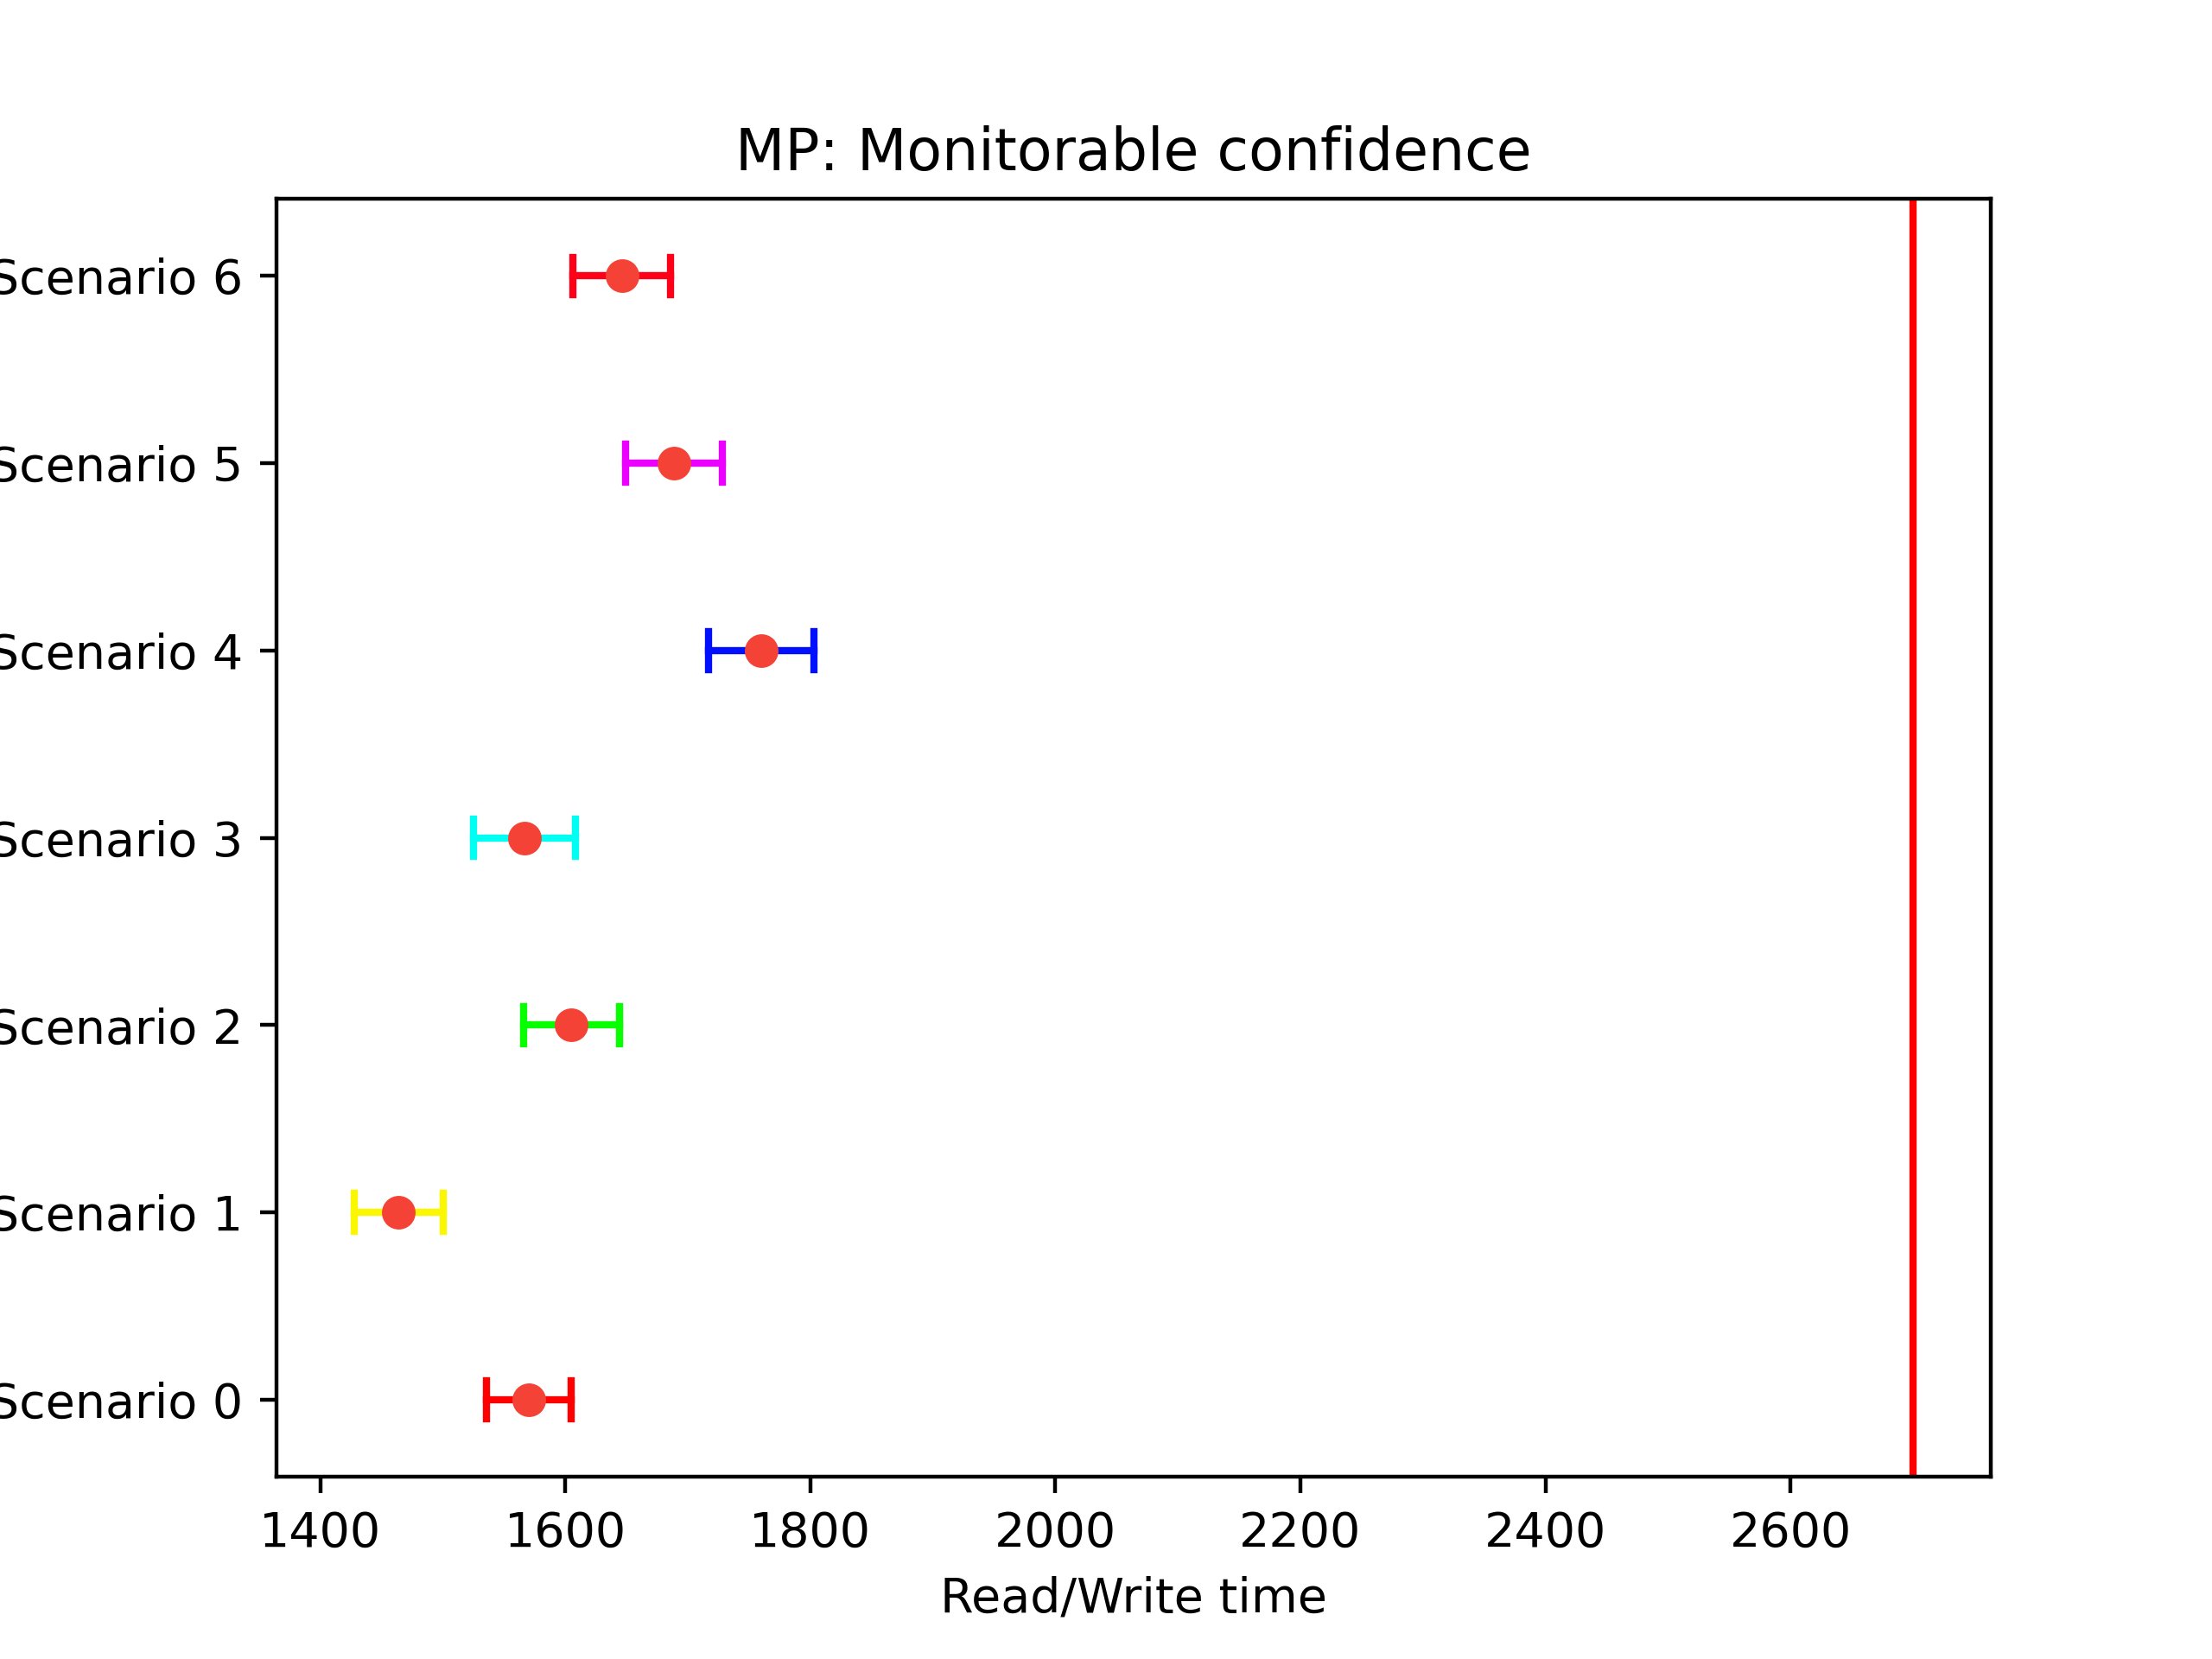 MP: Monitorable confidence
Scenario 6
Scenario 5
Scenario 4
Scenario 3
Scenario 2
Scenario 1
Scenario 0
1400 1600 1800 2000 2200 2400 2600
Read/Write time